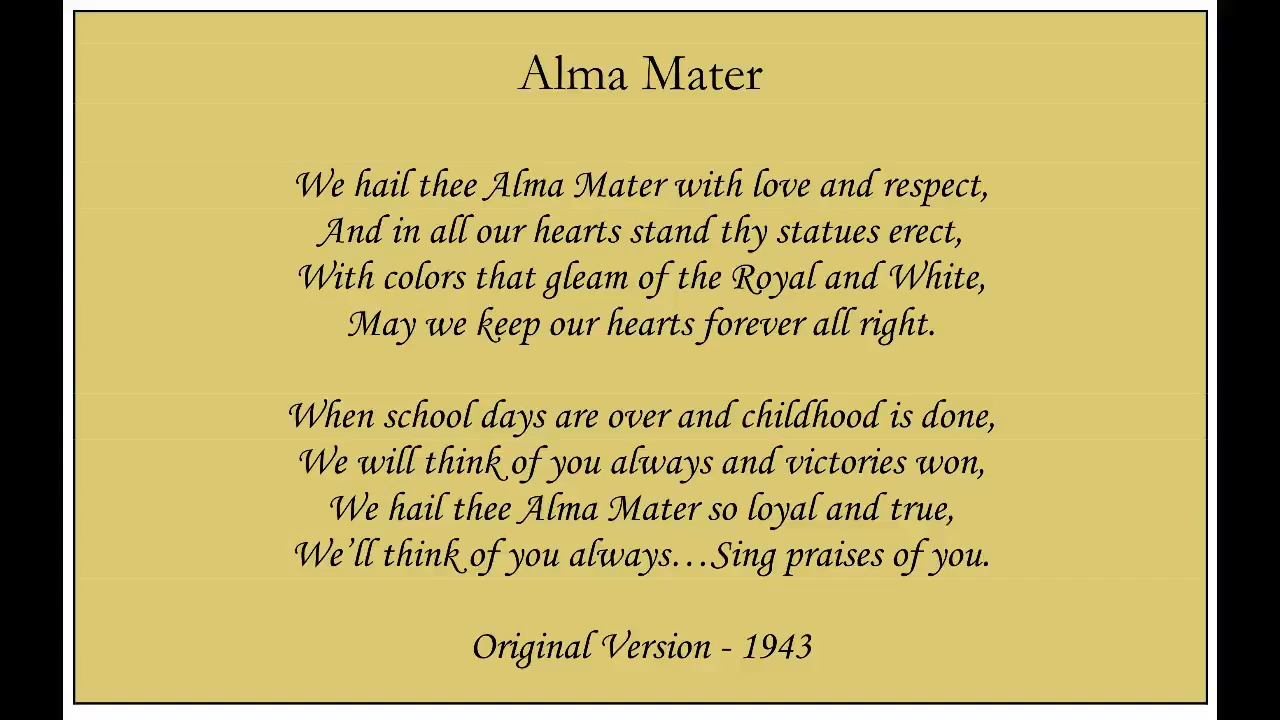 Alma Mater
We hail thee Alma Mater with love and respect,
And in all our hearts stand thy statues erect,
With colors that gleam of the Royal and White,
May we keep our hearts forever all right.
When school days are over and childhood is done,
We will think of you always and victories won,
We hail thee Alma Mater so loyal and true,
We’ll think of you always…Sing praises of you.
Original Version - 1943